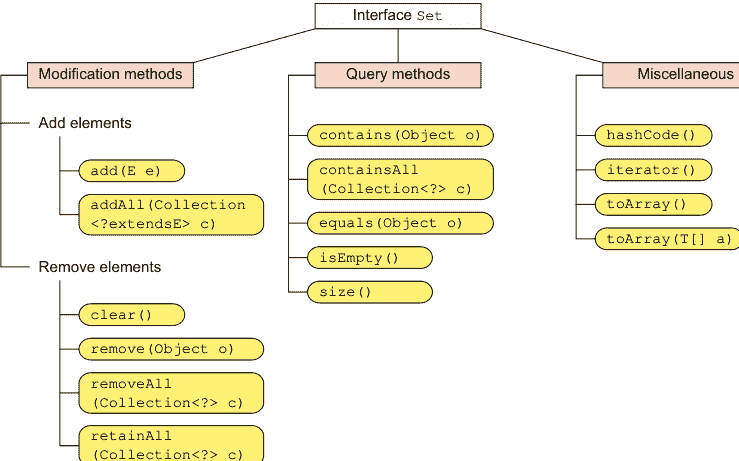 Interface Set
Modification methods
Add elements
add(E e)
addAll(Collection
<?extendsE> c)
Remove elements
clear()
remove(Object o)
removeAll
(Collection<?> c)
retainAll
(Collection<?> c)
Query methods
contains(Object o)
containsAll
(Collection<?> c)
equals(Object o)
isEmpty()
size()
Miscellaneous
hashCode()
iterator()
toArray()
toArray(T[] a)